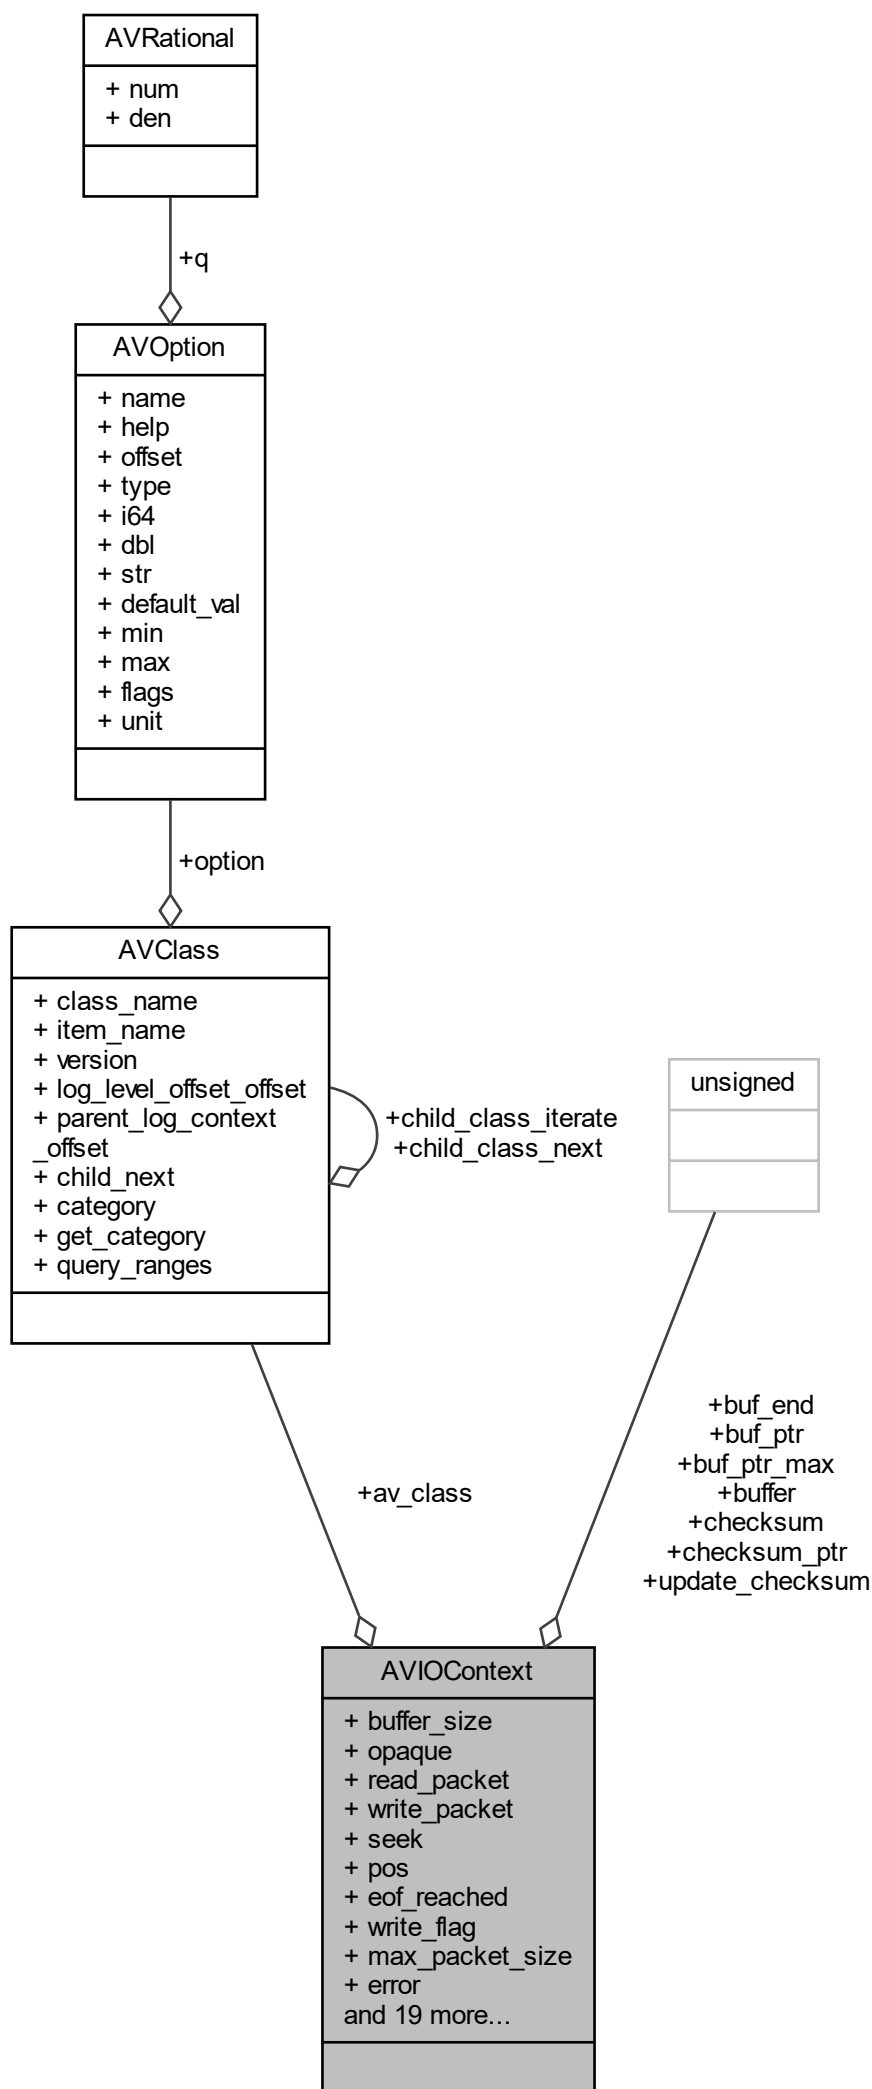 AVRational
+ num
+ den
+q
AVOption
+ name
+ help
+ offset
+ type
+ i64
+ dbl
+ str
+ default_val
+ min
+ max
+ flags
+ unit
+option
AVClass
+ class_name
+ item_name
+ version
+ log_level_offset_offset
+ parent_log_context
_offset
+ child_next
+ category
+ get_category
+ query_ranges
+child_class_iterate
+child_class_next
unsigned
+av_class
+buf_end
+buf_ptr
+buf_ptr_max
+buffer
+checksum
+checksum_ptr
+update_checksum
AVIOContext
+ buffer_size
+ opaque
+ read_packet
+ write_packet
+ seek
+ pos
+ eof_reached
+ write_flag
+ max_packet_size
+ error
and 19 more...